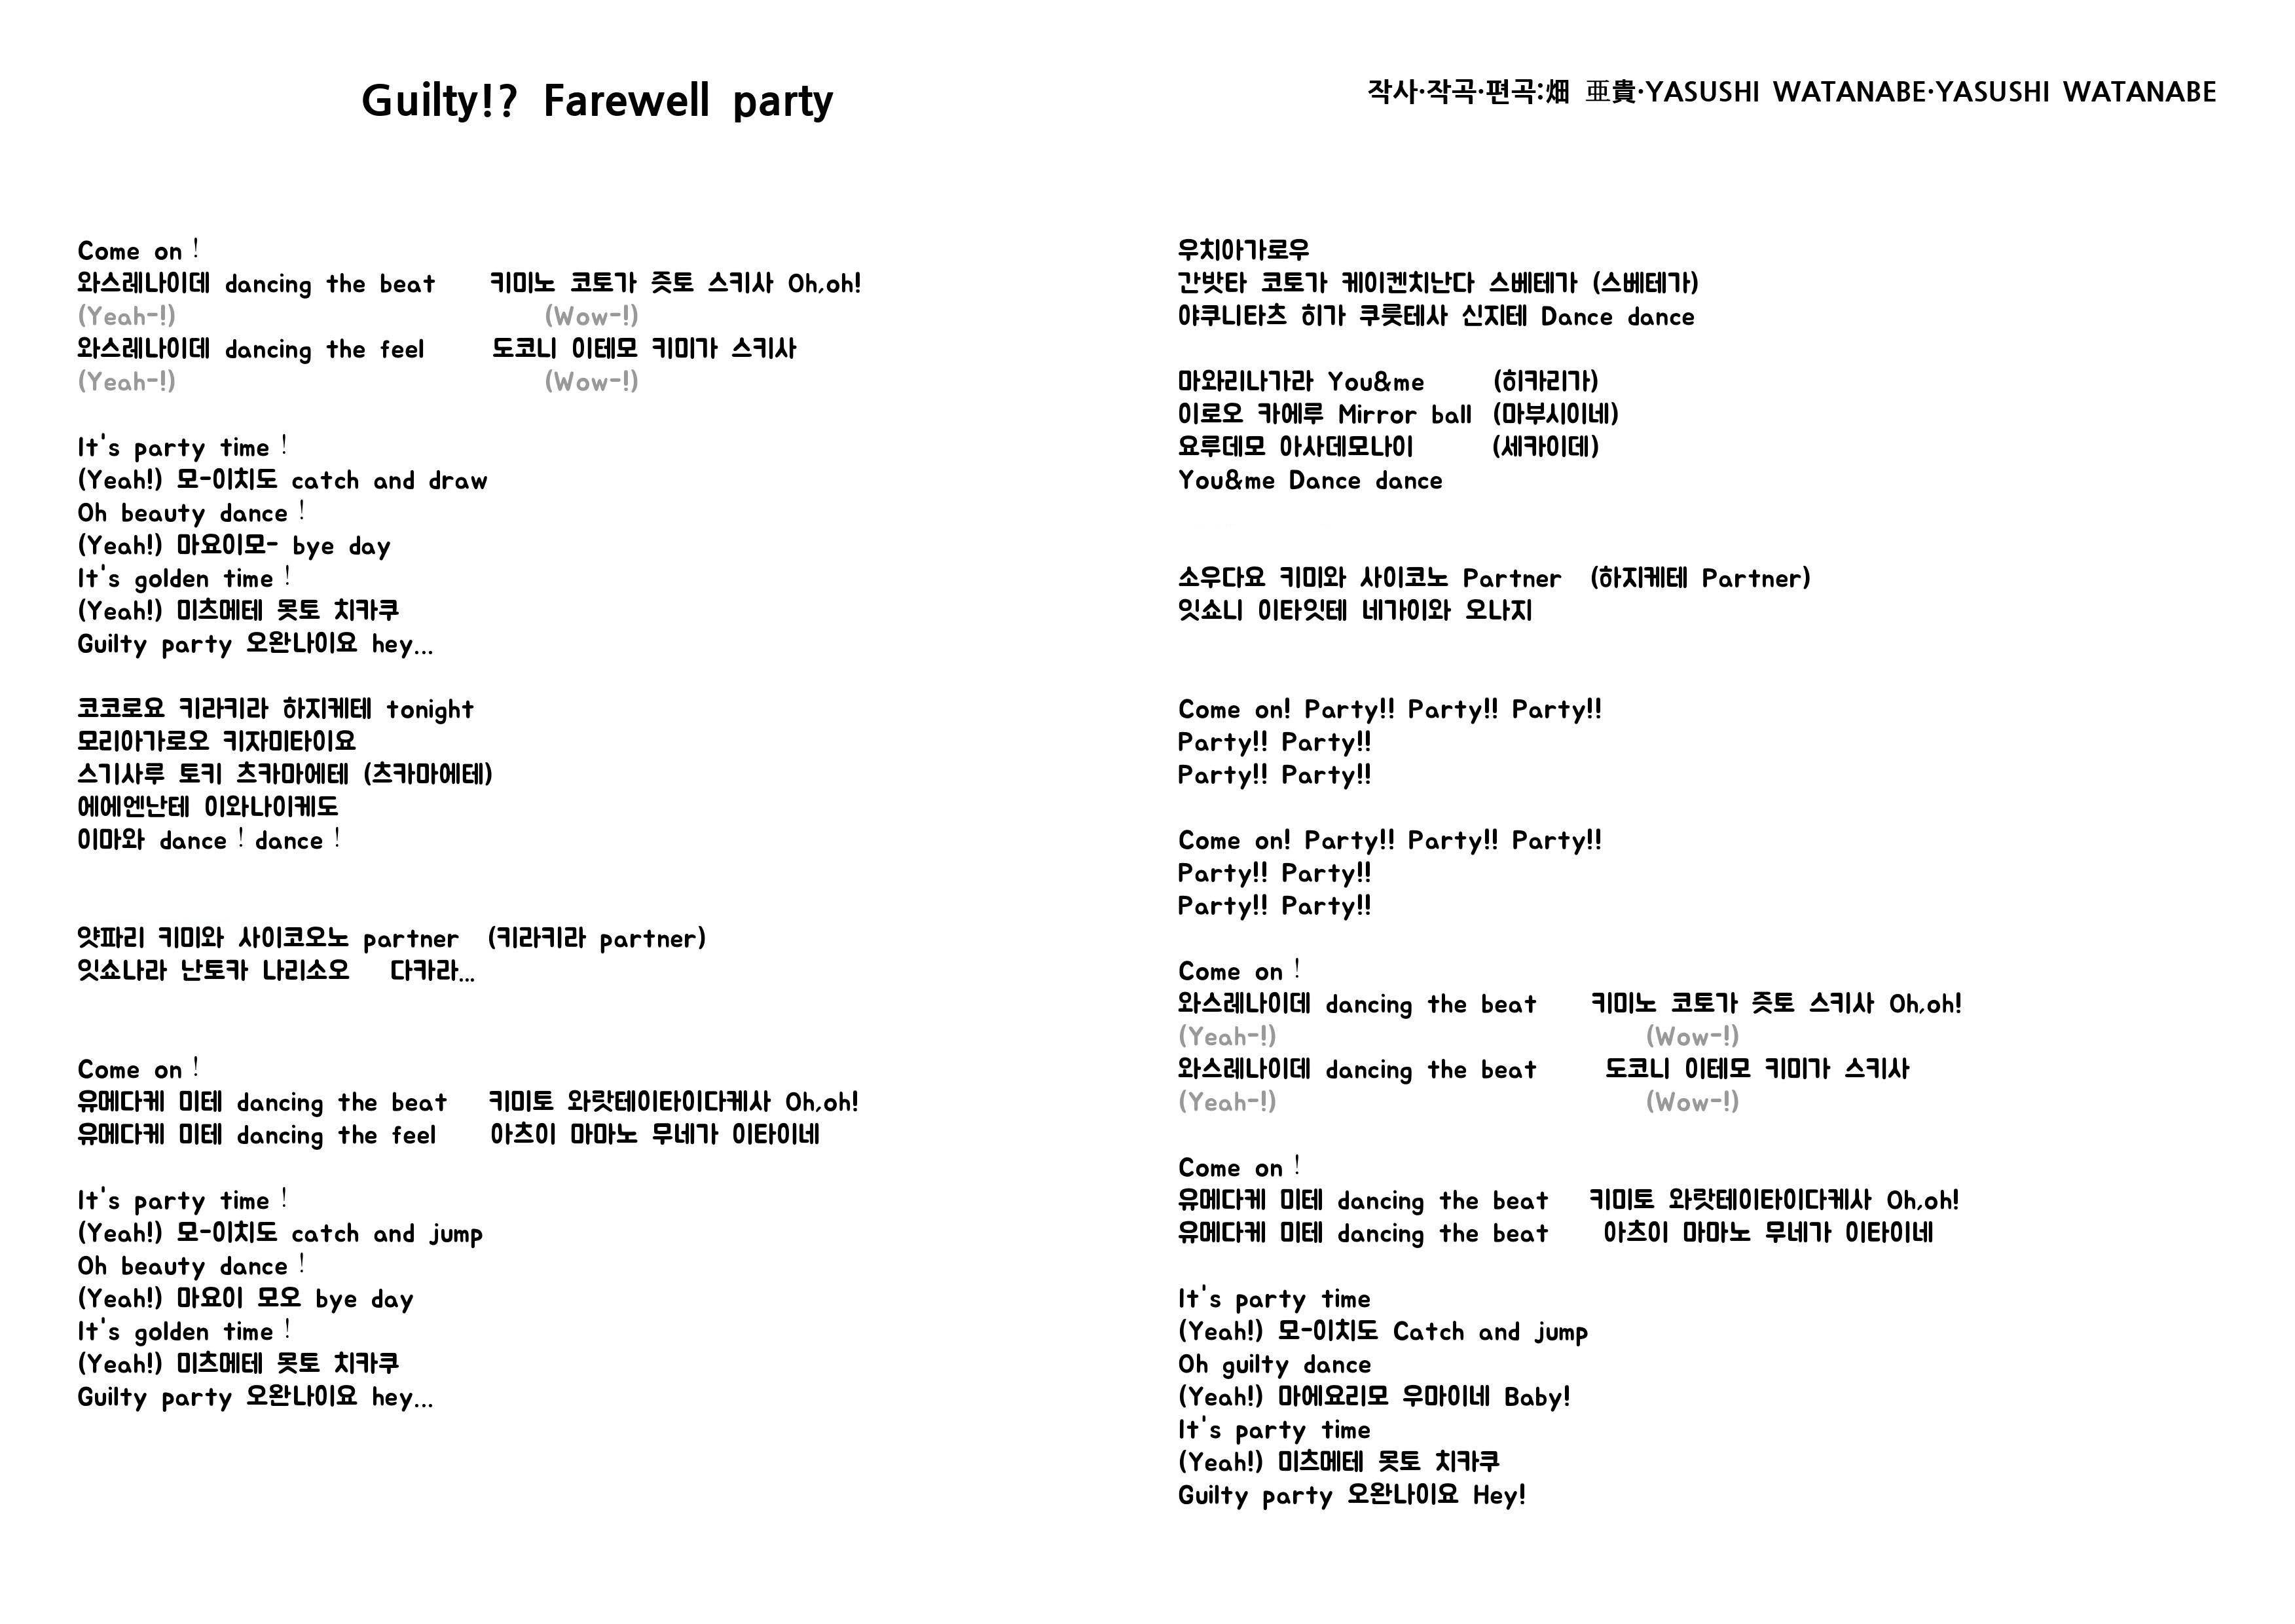 Guilty!? Farewell party
작사·작곡·편곡:畑 亜貴·YASUSHI WATANABE·YASUSHI WATANABE
Come on!
와스레나이데 dancing the beat 키미노 코토가 즛토 스키사 Oh,oh!
(Yeah-!) (Wow-!)
와스레나이데 dancing the feel 도코니 이테모 키미가 스키사
(Yeah-!) (Wow-!)
It's party time!
(Yeah!) 모-이치도 catch and draw
Oh beauty dance!
(Yeah!) 마요이모- bye day
It's golden time!
(Yeah!) 미츠메테 못토 치카쿠
Guilty party 오완나이요 hey...
코코로요 키라키라 하지케테 tonight
모리아가로오 키자미타이요
스기사루 토키 츠카마에테 (츠카마에테)
에에엔난테 이와나이케도
이마와 dance! dance!
얏파리 키미와 사이코오노 partner (키라키라 partner)
잇쇼나라 난토카 나리소오 다카라...
Come on!
유메다케 미테 dancing the beat 키미토 와랏테이타이다케사 Oh,oh!
유메다케 미테 dancing the feel 아츠이 마마노 무네가 이타이네
It's party time!
(Yeah!) 모-이치도 catch and jump
Oh beauty dance!
(Yeah!) 마요이 모오 bye day
It's golden time!
(Yeah!) 미츠메테 못토 치카쿠
Guilty party 오완나이요 hey...
우치아가로우
간밧타 코토가 케이켄치난다 스베테가 (스베테가)
야쿠니타츠 히가 쿠룻테사 신지테 Dance dance
마와리나가라 You&me (히카리가)
이로오 카에루 Mirror ball (마부시이네)
요루데모 아사데모나이 (세카이데)
You&me Dance dance
소우다요 키미와 사이코노 Partner (하지케테 Partner)
잇쇼니 이타잇테 네가이와 오나지
Come on! Party!! Party!! Party!!
Party!! Party!!
Party!! Party!!
Come on! Party!! Party!! Party!!
Party!! Party!!
Party!! Party!!
Come on!
와스레나이데 dancing the beat 키미노 코토가 즛토 스키사 Oh,oh!
(Yeah-!) (Wow-!)
와스레나이데 dancing the beat 도코니 이테모 키미가 스키사
(Yeah-!) (Wow-!)
Come on!
유메다케 미테 dancing the beat 키미토 와랏테이타이다케사 Oh,oh!
유메다케 미테 dancing the beat 아츠이 마마노 무네가 이타이네
It's party time
(Yeah!) 모-이치도 Catch and jump
Oh guilty dance
(Yeah!) 마에요리모 우마이네 Baby!
It's party time
(Yeah!) 미츠메테 못토 치카쿠
Guilty party 오완나이요 Hey!